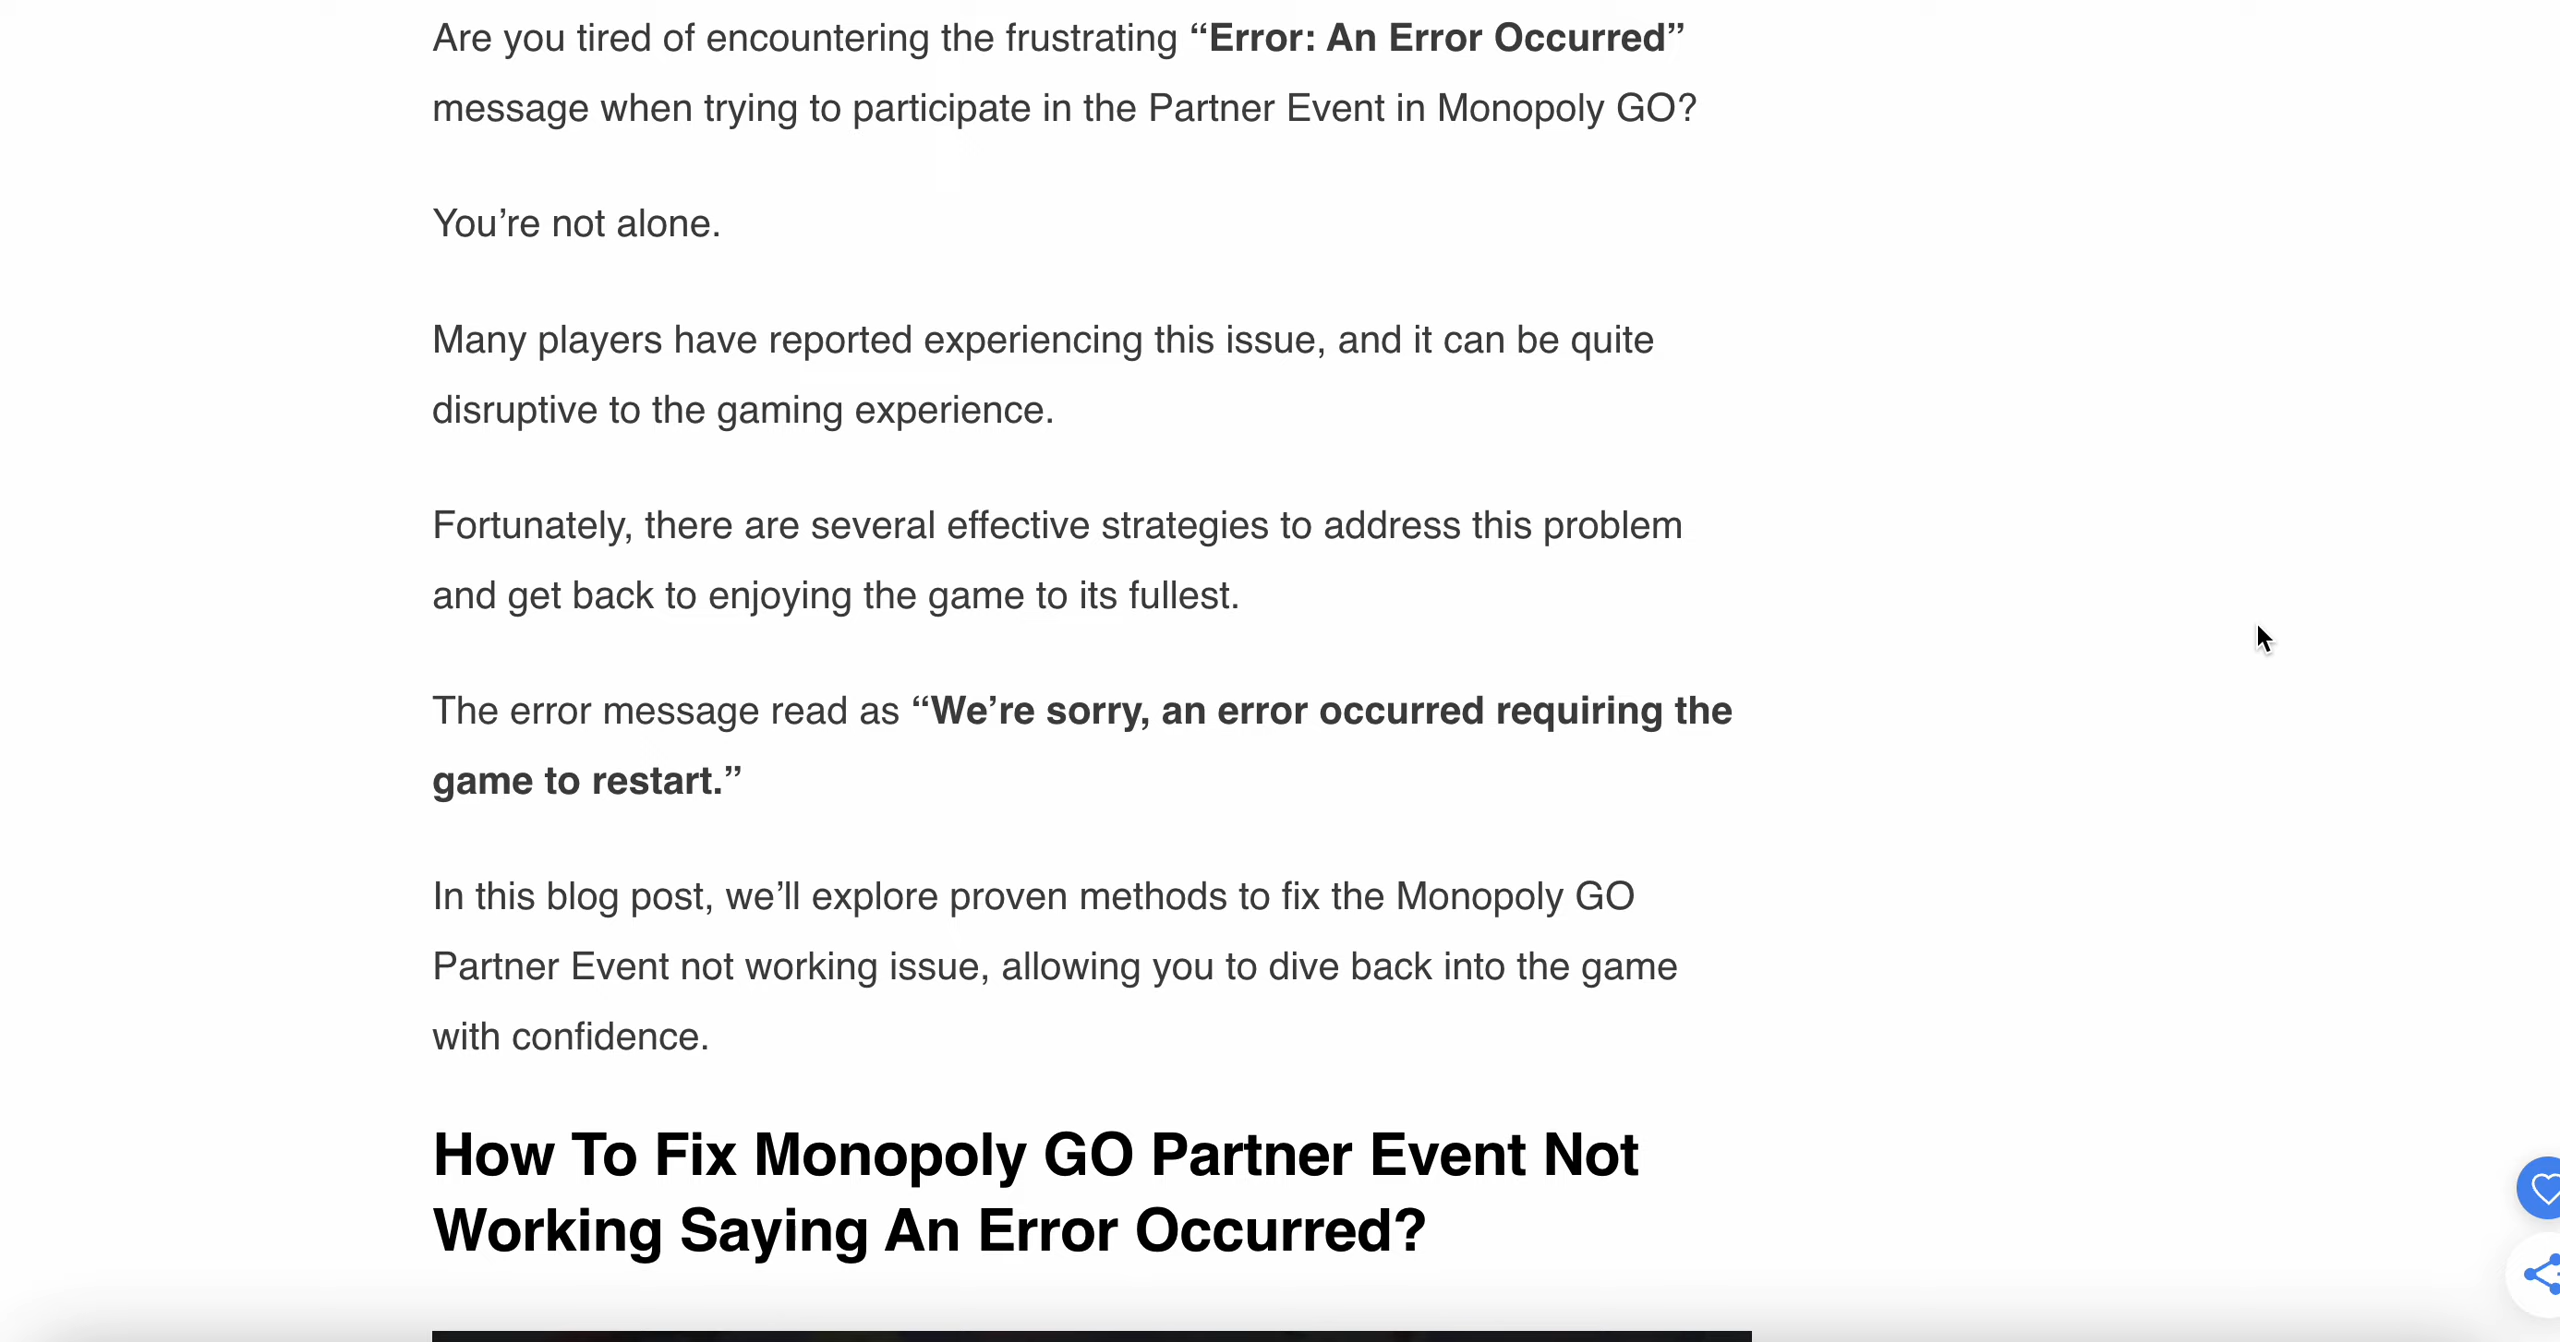 Are you tired of encountering the frustrating “Error: An Error Occurred”
message when trying to participate in the Partner Event in Monopoly GO?
You’re not alone.
Many players have reported experiencing this issue, and it can be quite
disruptive to the gaming experience.
Fortunately, there are several effective strategies to address this problem
and get back to enjoying the game to its fullest.
The error message read as “We’re sorry, an error occurred requiring the
game to restart.”
In this blog post, we’ll explore proven methods to fix the Monopoly GO
Partner Event not working issue, allowing you to dive back into the game
with confidence.
How To Fix Monopoly GO Partner Event Not
Working Saying An Error Occurred?